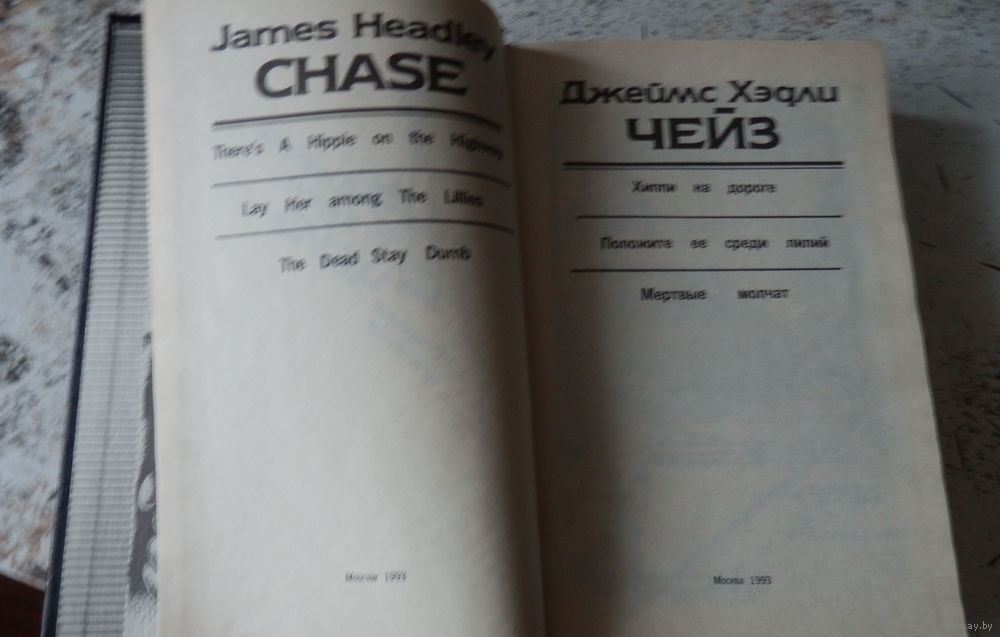 James Headley
CHASE
There's A Hippie on the Highway
Lay Her among The Lilies
The Dead Stay Dumb
Moscow 1993
Джеймс Хэдли
ЧЕЙЗ
Хиппи на дороге
Положите ее среди лилий
Мертвые молчат
Москва 1993